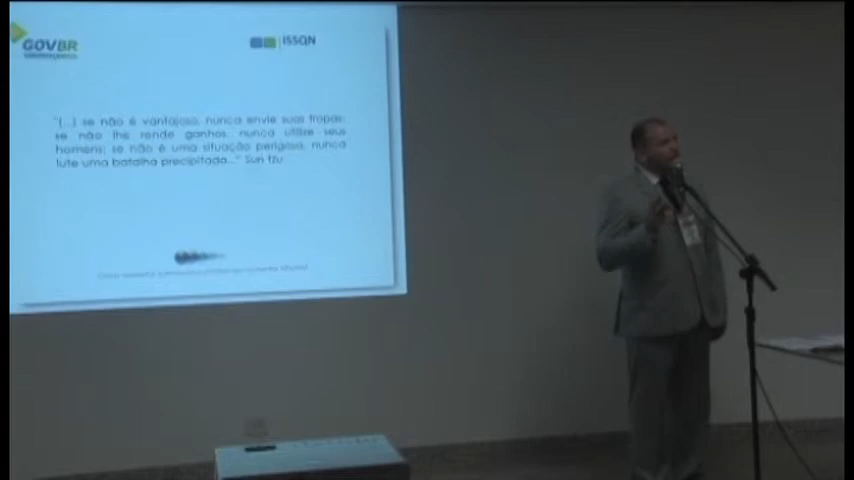 GOVBR
ISSQN
"(...) se não é vantajoso, nunca envie suas tropas;
se não lhe rende ganhos, nunca utilize seus
homens; se não é uma situação perigosa, nunca
lute uma batalha precipitada..." Sun Tzu